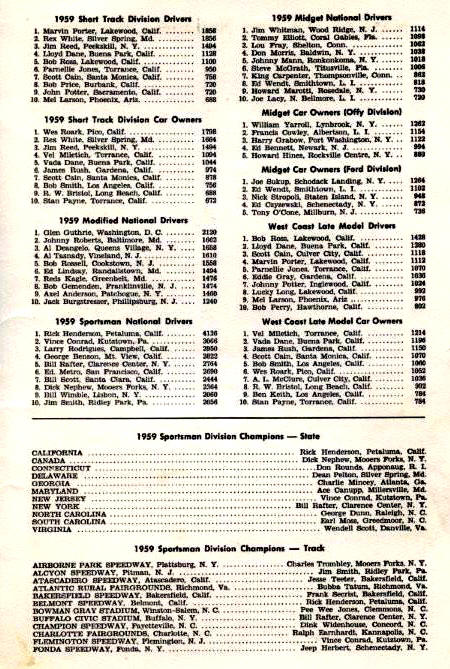 1959 Short Track Division Drivers
1. Marvin Porter, Lakewood, Calif. 1856
2. Rex White, Silver Spring, Md. 1856
3. Jim Reed, Peekskill, N. Y. 1494
4. Lloyd Dane, Buena Park, Calif. 1128
5. Bob Ross, Lakewood, Calif. 1100
6. Parnellie Jones, Torrance, Calif. 950
7. Scott Cain, Santa Monica, Calif. 758
8. Bob Price, Burbank, Calif. 720
9. John Potter, Sacramento, Calif. 720
10. Mel Larson, Phoenix, Ariz. 688
1959 Short Track Division Car Owners
1. Wes Roark, Pico, Calif. 1798
2. Rex White, Silver Spring, Md. 1664
3. Jim Reed, Peekskill, N. Y. 1494
4. Vel Miletich, Torrance, Calif. 1094
5. Vada Dane, Buena Park, Calif. 1044
6. James Rush, Gardena, Calif. 974
7. Scott Cain, Santa Monica, Calif. 878
8. Bob Smith, Los Angeles, Calif. 756
9. R. W. Bristol, Long Beach, Calif. 688
10. Stan Payne, Torrance, Calif. 672
1959 Modified National Drivers
1. Glen Guthrie, Washington, D. C. 2120
2. Johnny Roberts, Baltimore, Md. 1662
3. Al Deangelo, Queens Village, N. Y. 1658
4. Al Tasnady, Vineland, N. J. 1610
5. Bob Rossell, Cookstown, N. J. 1558
6. Ed Lindsay, Randallstown, Md. 1494
7. Reds Kagle, Greenbelt, Md. 1476
8. Bob Gemenden, Franklinville, N. J. 1474
9. Axel Anderson, Patchogue, N. Y. 1460
10. Jack Burgstresser, Phillipsburg, N. J. 1240
1959 Sportsman National Drivers
1. Rick Henderson, Petaluma, Calif. 4136
2. Vince Conrad, Kutztown, Pa. 3066
3. Larry Rodrigues, Campbell, Calif. 2850
4. George Benson, Mt. View, Calif. 2822
5. Bill Rafter, Clarence Center, N. Y. 2764
6. Ed. Metro, San Francisco, Calif. 2690
7. Bill Scott, Santa Clara, Calif. 2444
8. Dick Nephew, Mooers Forks, N. Y. 2364
9. Bill Wimble, Lisbon, N. Y. 2060
10. Jim Smith, Ridley Park, Pa. 2056
1959 Midget National Drivers
1. Jim Whitman, Wood Ridge, N. J. 1114
2. Tommy Elliott, Coral Gables, Fla. 1098
3. Lou Fray, Shelton, Conn. 1062
4. Don Morris, Baldwin, N. Y. 1038
5. Johnny Mann, Ronkonkoma, N. Y. 1018
6. Steve McGrath, Titusville, Fla. 1006
7. King Carpenter, Thompsonville, Conn. 862
8. Ed Wendt, Smithtown, L. I. 818
9. Howard Marotti, Rosedale, N. Y. 730
10. Joe Lacy, N. Bellmore, L. I. 720
Midget Car Owners (Offy Division)
1. William Yarroll, Lynbrook, N. Y. 1262
2. Francis Cowley, Albertson, L. I. 1154
3. Harry Grabow, Port Washington, N. Y. 1122
4. Ed Bennett, Newark, N. J. 994
5. Howard Hines, Rockville Centre, N. Y. 880
Midget Car Owners (Ford Division)
1. Joe Sokup, Schodack Landing, N. Y. 1264
2. Ed Wendt, Smithtown, L. I. 1102
3. Nick Stropoli, Staten Island, N. Y. 948
4. Ed Czyzewski, Schenectady, N. Y. 872
5. Tony O'Cone, Millburn, N. J. 736
West Coast Late Model Drivers
1. Bob Ross, Lakewood, Calif. 1428
2. Lloyd Dane, Buena Park, Calif. 1280
3. Scott Cain, Culver City, Calif. 1118
4. Marvin Porter, Lakewood, Calif. 1112
5. Parnellie Jones, Torrance, Calif. 1070
6. Eddie Gray, Gardena, Calif. 1030
7. Johnny Potter, Inglewood, Calif. 1024
8. Lucky Long, Lakewood, Calif. 992
9. Mel Larson, Phoenix, Ariz. 976
10. Bob Perry, Hawthorne, Calif. 802
West Coast Late Model Car Owners
1. Vel Miletich, Torrance, Calif. 1214
2. Vada Dane, Buena Park, Calif. 1196
3. James Rush, Gardena, Calif. 1150
4. Scott Cain, Santa Monica, Calif. 1070
5. Bob Smith, Los Angeles, Calif. 1060
6. Wes Roark, Pico, Calif. 1052
7. A. L. McClure, Culver City, Calif. 1036
8. R. W. Bristol, Long Beach, Calif. 902
9. Ben Keith, Los Angeles, Calif. 784
10. Stan Payne, Torrance, Calif. 784
1959 Sportsman Division Champions — State
CALIFORNIA Rick Henderson, Petaluma, Calif.
CANADA Dick Nephew, Mooers Forks, N. Y.
CONNECTICUT Don Rounds, Apponaug, R. I.
DELAWARE Dean Pelton, Silver Spring, Md.
GEORGIA Charlie Mincey, Atlanta, Ga.
MARYLAND Ace Canupp, Millersville, Md.
NEW JERSEY Vince Conrad, Kutztown, Pa.
NEW YORK Bill Rafter, Clarence Center, N. Y.
NORTH CAROLINA George Dunn, Raleigh, N. C.
SOUTH CAROLINA Earl Moss, Greedmoor, N. C.
VIRGINIA Wendell Scott, Danville, Va.
1959 Sportsman Division Champions — Track
AIRBORNE PARK SPEEDWAY, Plattsburg, N. Y. Charles Trombley, Mooers Forks, N. Y.
ALCYON SPEEDWAY, Pitman, N. J. Jim Smith, Ridley Park, Pa.
ATASCADERO SPEEDWAY, Atascadero, Calif. Jesse Teeter, Bakersfield, Calif.
ATLANTIC RURAL FAIRGROUNDS, Richmond, Va. Bobba Tatum, Richmond, Va.
BAKERSFIELD SPEEDWAY, Bakersfield, Calif. Frank Secrist, Bakersfield, Calif.
BELMONT SPEEDWAY, Belmont, Calif. Rick Henderson, Petaluma, Calif.
BOWMAN GRAY STADIUM, Winston-Salem, N. C. Pee Wee Jones, Clemmons, N. C.
BUFFALO CIVIC STADIUM, Buffalo, N. Y. Bill Rafter, Clarence Center, N. Y.
CHAMPION SPEEDWAY, Fayetteville, N. C. Dick Widenhouse, Concord, N. C.
CHARLOTTE FAIRGROUNDS, Charlotte, N. C. Ralph Earnhardt, Kannapolis, N. C.
FLEMINGTON SPEEDWAY, Flemington, N. J. Vince Conrad, Kutztown, Pa.
FONDA SPEEDWAY, Fonda, N. Y. Jeep Herbert, Schenectady, N. Y.